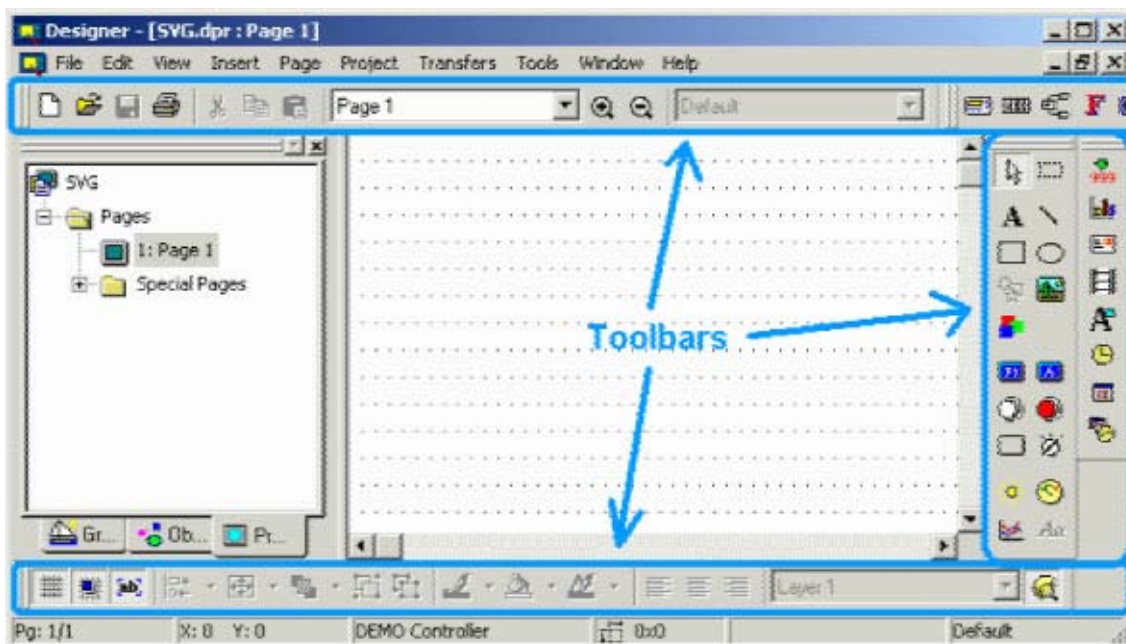 Designer - [SVG.dpr : Page 1]
File Edit View Insert Page Project Transfers Tools Window Help
Page 1 Default
SVG
Pages
1: Page 1
Special Pages
Toolbars
Gr... Ob... Pr...
Layer 1
Pg: 1/1 X: 0 Y: 0 DEMO Controller 0x0 Default